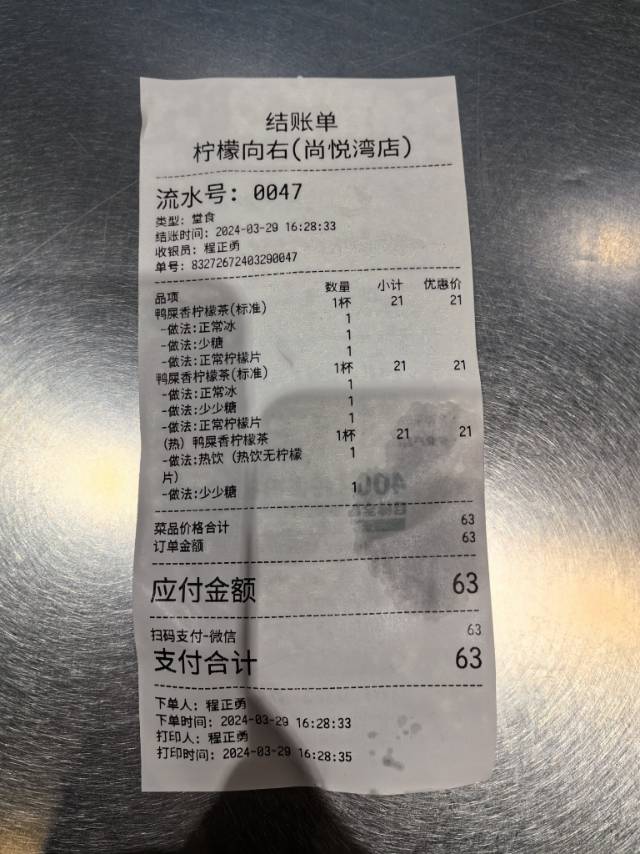 结账单
柠檬向右(尚悦湾店)
流水号: 0047
类型: 堂食
结账时间: 2024-03-29 16:28:33
收银员: 程正勇
单号: 83272672403290047
品项 数量 小计 优惠价
鸭屎香柠檬茶(标准) 1杯 21 21
-做法:正常冰 1
-做法:少糖 1
-做法:正常柠檬片 1
鸭屎香柠檬茶(标准) 1杯 21 21
-做法:正常冰 1
-做法:少少糖 1
-做法:正常柠檬片 1
(热) 鸭屎香柠檬茶 1杯 21 21
-做法:热饮 (热饮无柠檬 1
片)
-做法:少少糖 1
菜品价格合计 63
订单金额 63
应付金额 63
扫码支付-微信 63
支付合计 63
下单人: 程正勇
下单时间: 2024-03-29 16:28:33
打印人: 程正勇
打印时间: 2024-03-29 16:28:35